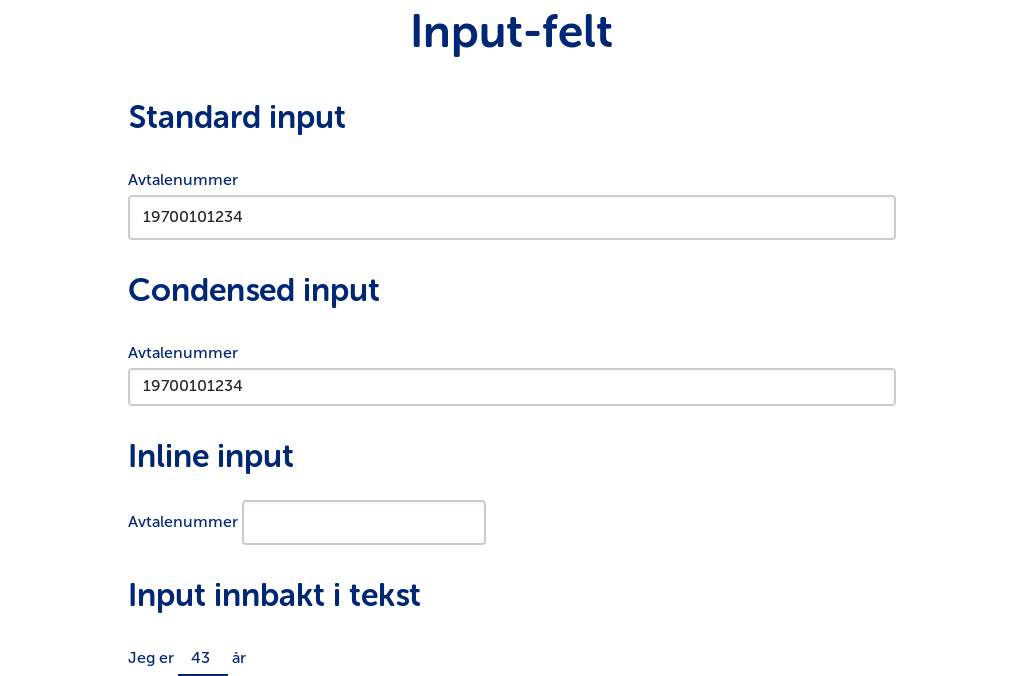 Input-felt
Standard input
Avtalenummer
19700101234
Condensed input
Avtalenummer
19700101234
Inline input
Avtalenummer
Input innbakt i tekst
Jeg er 43 år